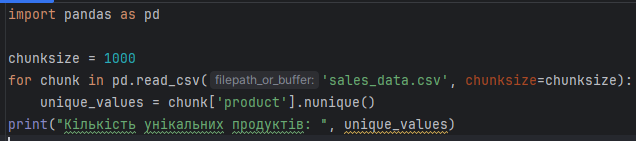 import pandas as pd
chunksize = 1000
for chunk in pd.read_csv( filepath_or_buffer: 'sales_data.csv', chunksize=chunksize):
    unique_values = chunk['product'].nunique()
print("Кількість унікальних продуктів: ", unique_values)